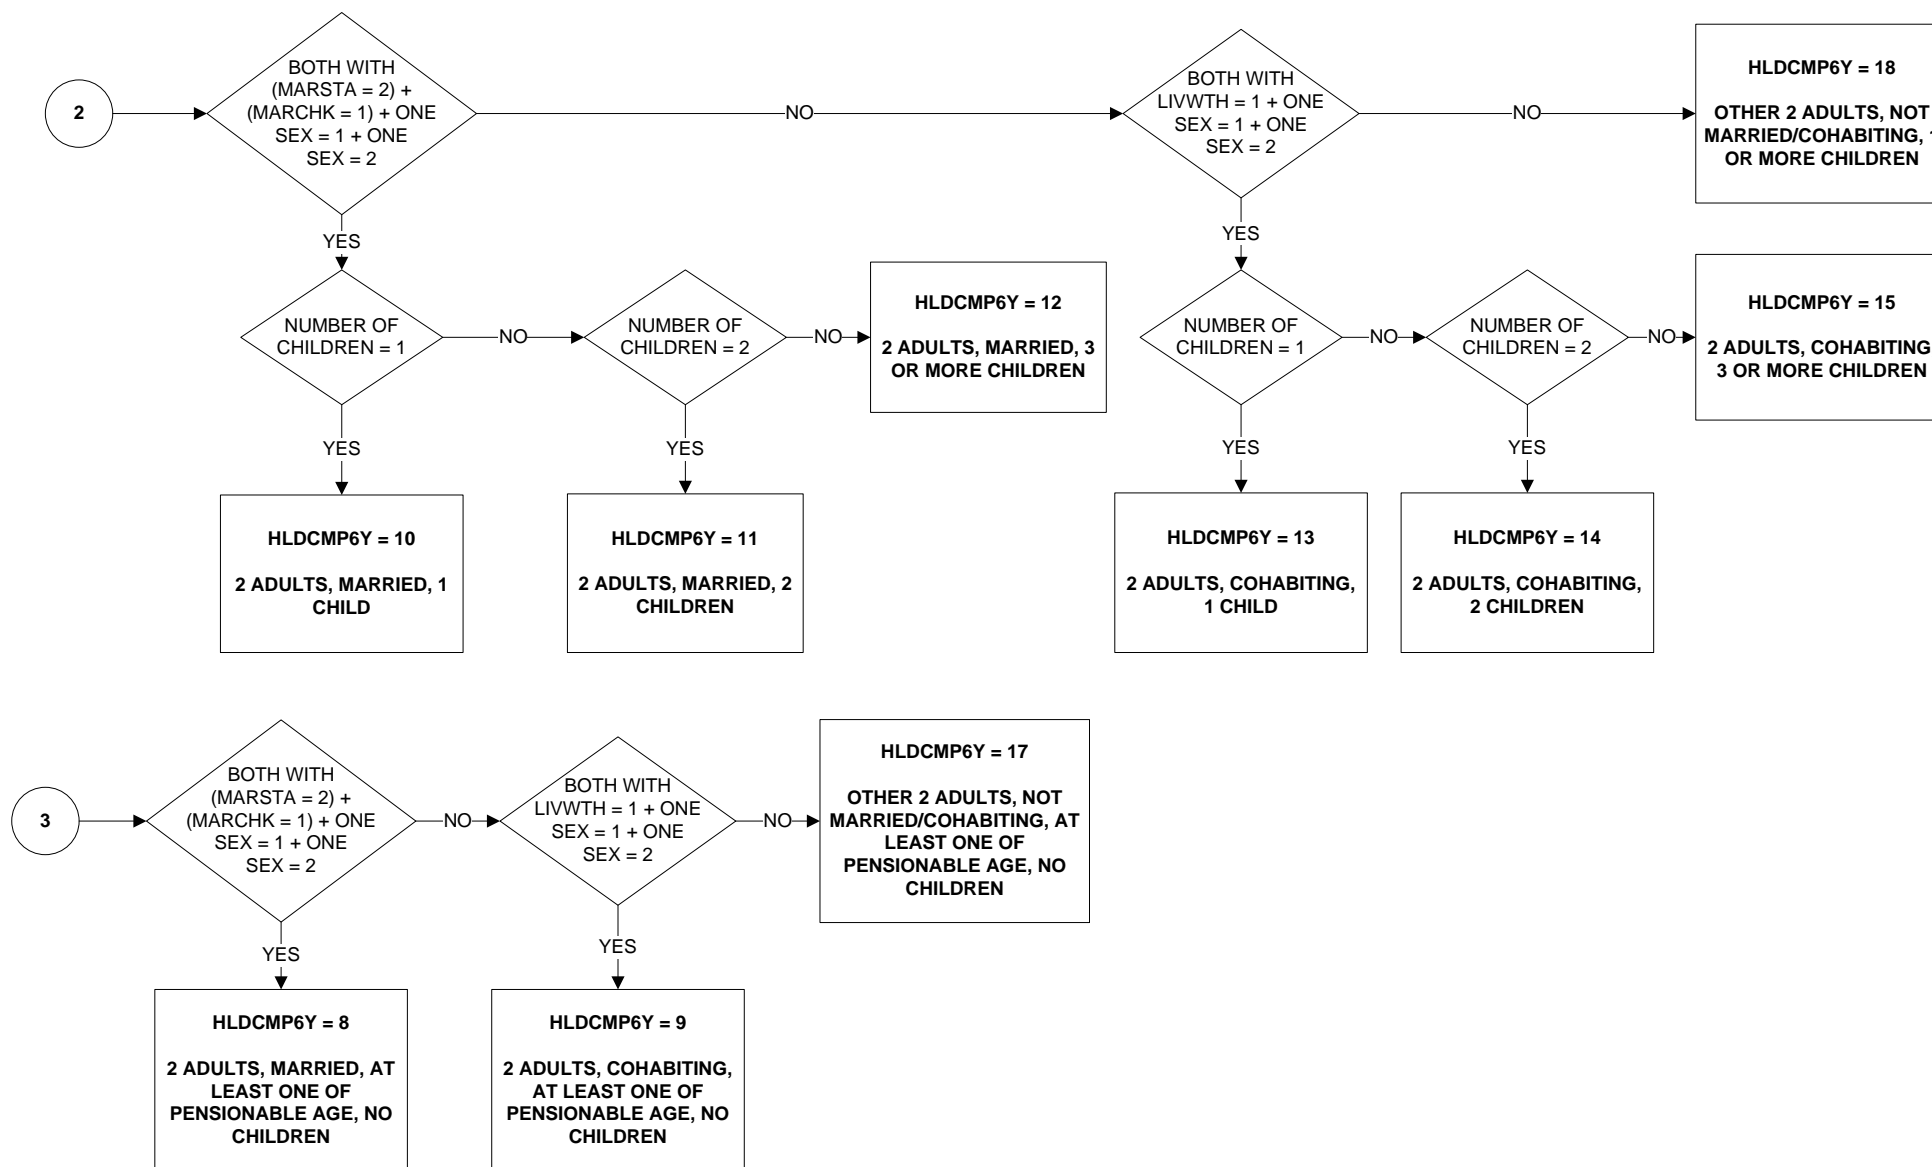 2
BOTH WITH
(MARSTA = 2) +
(MARCHK = 1) + ONE
SEX = 1 + ONE
SEX = 2
NO
BOTH WITH
LIVWTH = 1 + ONE
SEX = 1 + ONE
SEX = 2
NO
HLDCMP6Y = 18
OTHER 2 ADULTS, NOT
MARRIED/COHABITING,
OR MORE CHILDREN
YES
YES
NUMBER OF
CHILDREN = 1
NO
NUMBER OF
CHILDREN = 2
NO
HLDCMP6Y = 12
2 ADULTS, MARRIED, 3
OR MORE CHILDREN
NUMBER OF
CHILDREN = 1
NO
NUMBER OF
CHILDREN = 2
NO
HLDCMP6Y = 15
2 ADULTS, COHABITING
3 OR MORE CHILDREN
YES
YES
YES
YES
HLDCMP6Y = 10
2 ADULTS, MARRIED, 1
CHILD
HLDCMP6Y = 11
2 ADULTS, MARRIED, 2
CHILDREN
HLDCMP6Y = 13
2 ADULTS, COHABITING,
1 CHILD
HLDCMP6Y = 14
2 ADULTS, COHABITING,
2 CHILDREN
3
BOTH WITH
(MARSTA = 2) +
(MARCHK = 1) + ONE
SEX = 1 + ONE
SEX = 2
NO
BOTH WITH
LIVWTH = 1 + ONE
SEX = 1 + ONE
SEX = 2
NO
HLDCMP6Y = 17
OTHER 2 ADULTS, NOT
MARRIED/COHABITING, AT
LEAST ONE OF
PENSIONABLE AGE, NO
CHILDREN
YES
YES
HLDCMP6Y = 8
2 ADULTS, MARRIED, AT
LEAST ONE OF
PENSIONABLE AGE, NO
CHILDREN
HLDCMP6Y = 9
2 ADULTS, COHABITING,
AT LEAST ONE OF
PENSIONABLE AGE, NO
CHILDREN